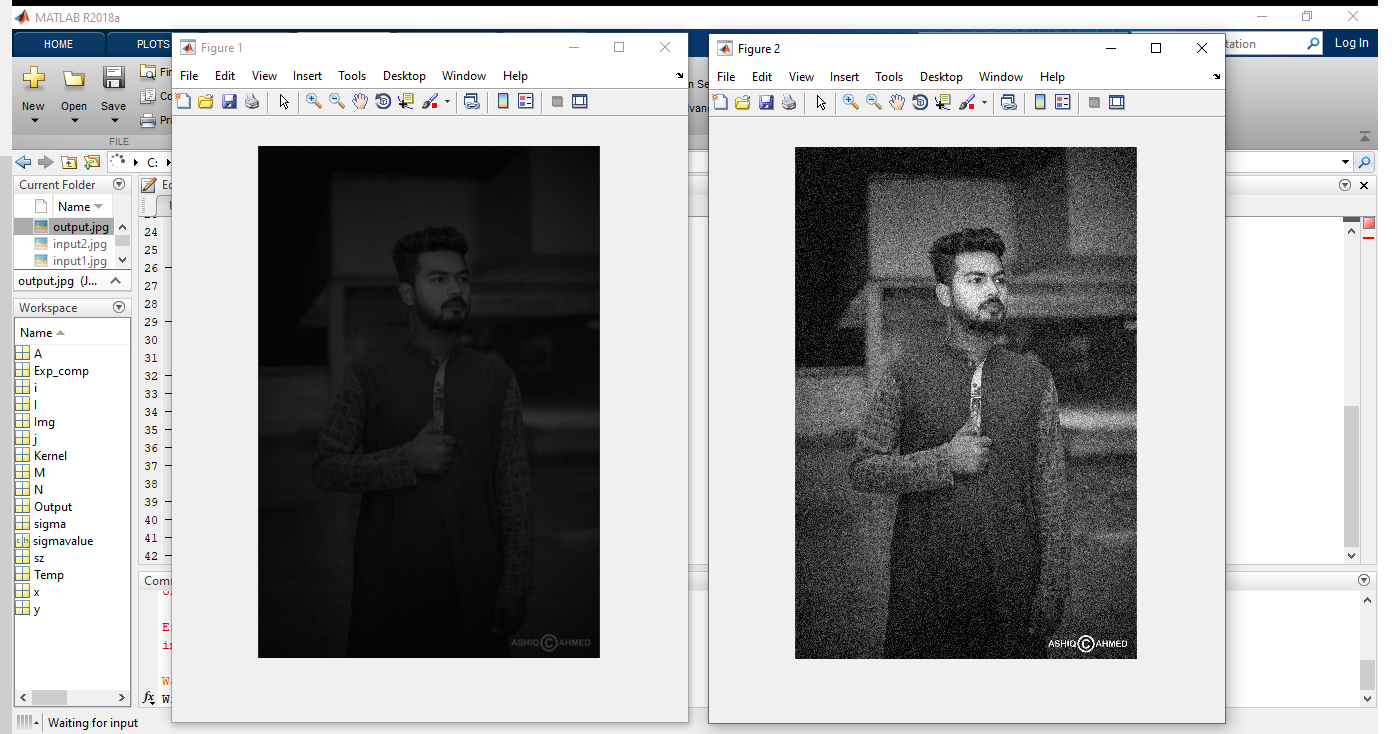 MATLAB R2018a
HOME
PLOTS
tation
Log In
New
Open
Save
FILE
C:
Figure 1
File Edit View Insert Tools Desktop Window Help
ASHIQ © AHMED
Figure 2
File Edit View Insert Tools Desktop Window Help
ASHIQ © AHMED
Current Folder
Name
output.jpg
input2.jpg
input1.jpg
output.jpg (J...
Workspace
Name
A
Exp_comp
i
I
Img
j
Kernel
M
N
Output
sigma
sigmavalue
sz
Temp
x
y
24
25
26
27
28
29
30
31
32
33
34
35
36
37
38
39
40
41
42
fx
Waiting for input